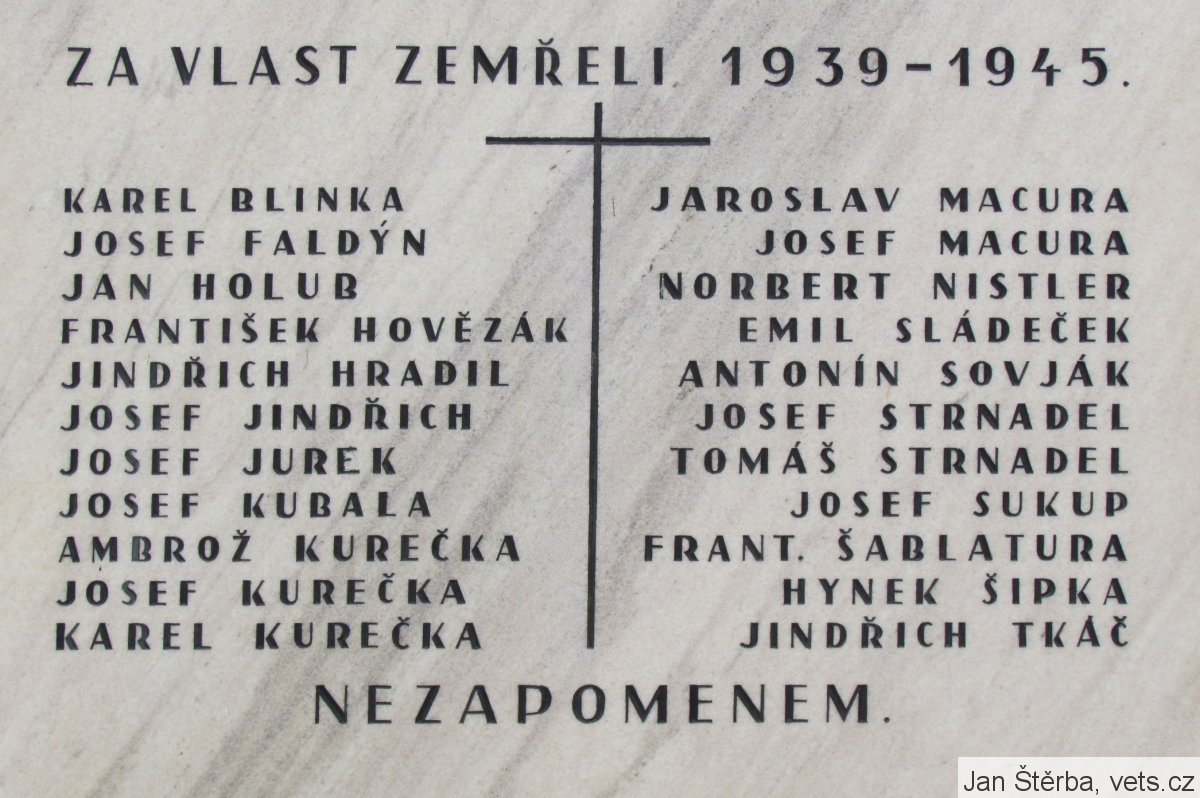 ZA VLAST ZEMŘELI 1939-1945.
KAREL BLINKA
JOSEF FALDÝN
JAN HOLUB
FRANTIŠEK HOVĚZÁK
JINDŘICH HRADIL
JOSEF JINDŘICH
JOSEF JUREK
JOSEF KUBALA
AMBROŽ KUREČKA
JOSEF KUREČKA
KAREL KUREČKA
JAROSLAV MACURA
JOSEF MACURA
NORBERT NISTLER
EMIL SLÁDEČEK
ANTONÍN SOVJÁK
JOSEF STRNADEL
TOMÁŠ STRNADEL
JOSEF SUKUP
FRANT. ŠABLATURA
HYNEK ŠIPKA
JINDŘICH TKÁČ
NEZAPOMENEM.
Jan Štěrba, vets.cz